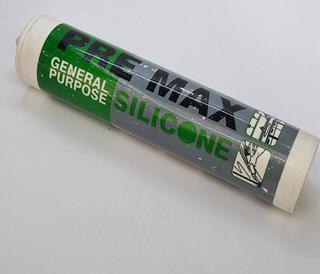 PRE MAX
GENERAL
PURPOSE
SILICONE